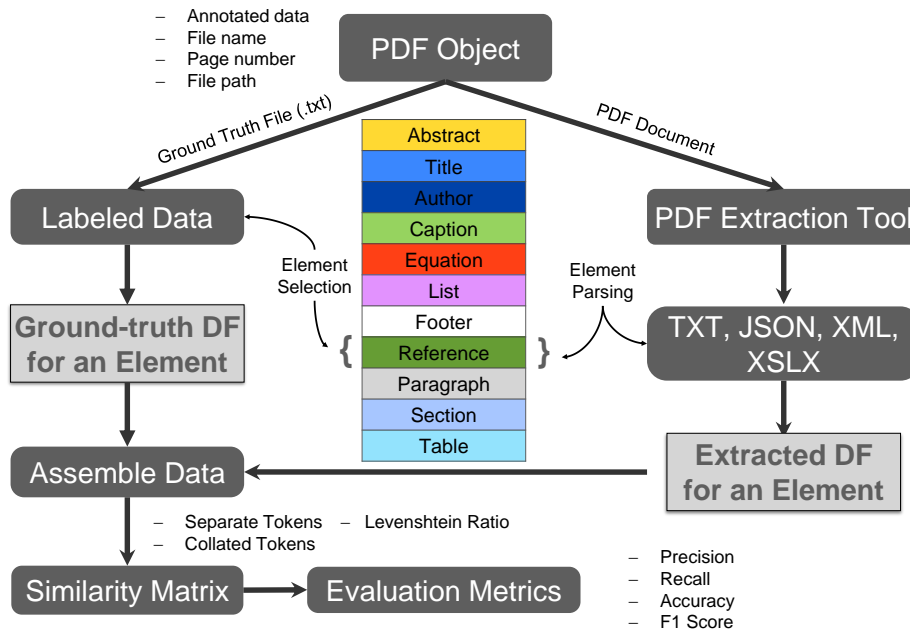 – Annotated data
– File name
– Page number
– File path
PDF Object
Ground Truth File (.txt)
PDF Document
Abstract
Title
Author
Caption
Equation
List
Footer
{ Reference }
Paragraph
Section
Table
Labeled Data
PDF Extraction Tool
Element
Selection
Element
Parsing
Ground-truth DF
for an Element
TXT, JSON, XML,
XSLX
Assemble Data
Extracted DF
for an Element
– Separate Tokens – Levenshtein Ratio
– Collated Tokens
Similarity Matrix
Evaluation Metrics
– Precision
– Recall
– Accuracy
– F1 Score